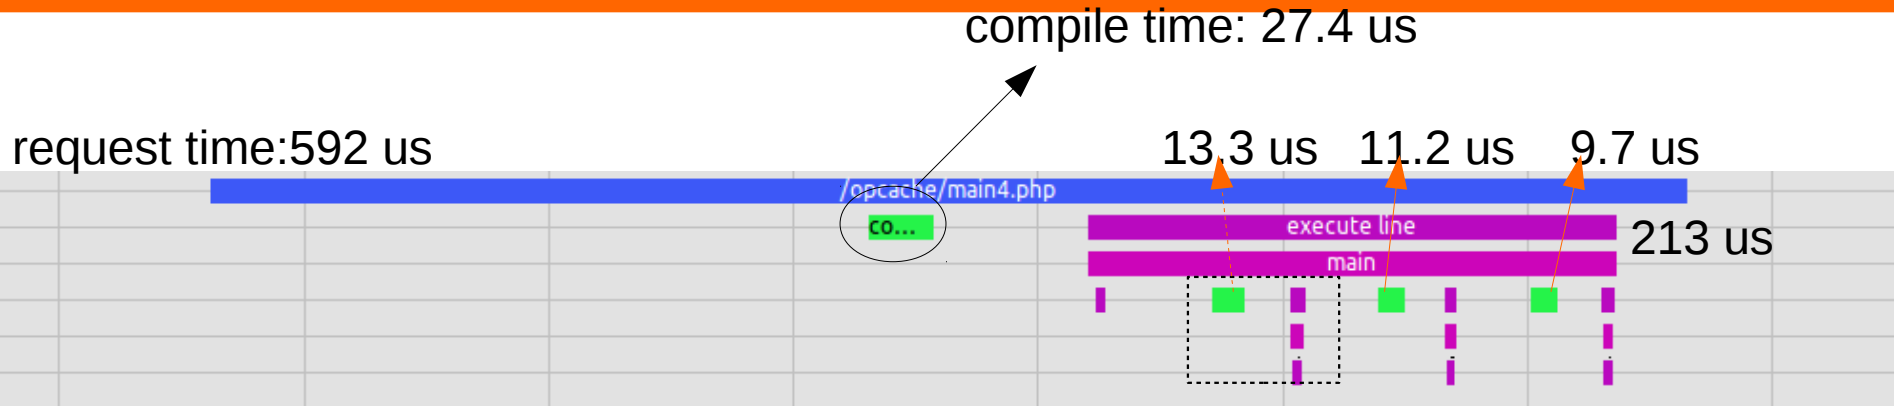 compile time: 27.4 us
request time:592 us
13.3 us
11.2 us
9.7 us
/opcache/main4.php
co...
execute line
213 us
main